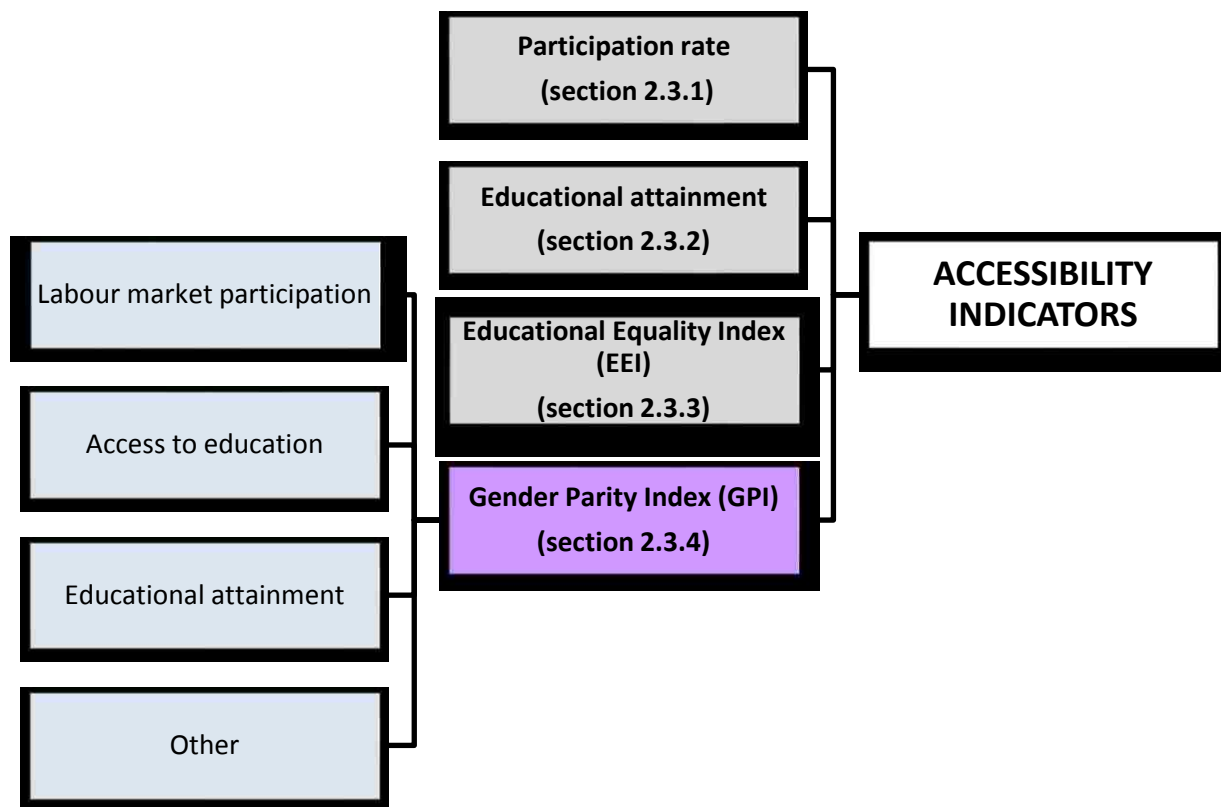 Participation rate
(section 2.3.1)
Educational attainment
(section 2.3.2)
Educational Equality Index
(EEI)
(section 2.3.3)
Gender Parity Index (GPI)
(section 2.3.4)
ACCESSIBILITY
INDICATORS
Labour market participation
Access to education
Educational attainment
Other